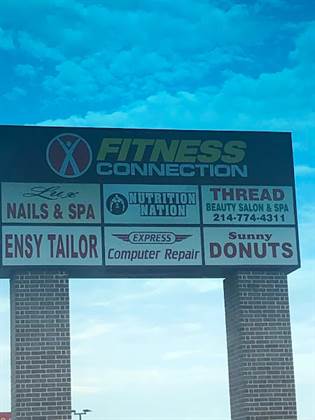 FITNESS
CONNECTION
Lux
NAILS & SPA
NUTRITION
NATION
THREAD
BEAUTY SALON & SPA
214-774-4311
ENSY TAILOR
EXPRESS
Computer Repair
Sunny
DONUTS